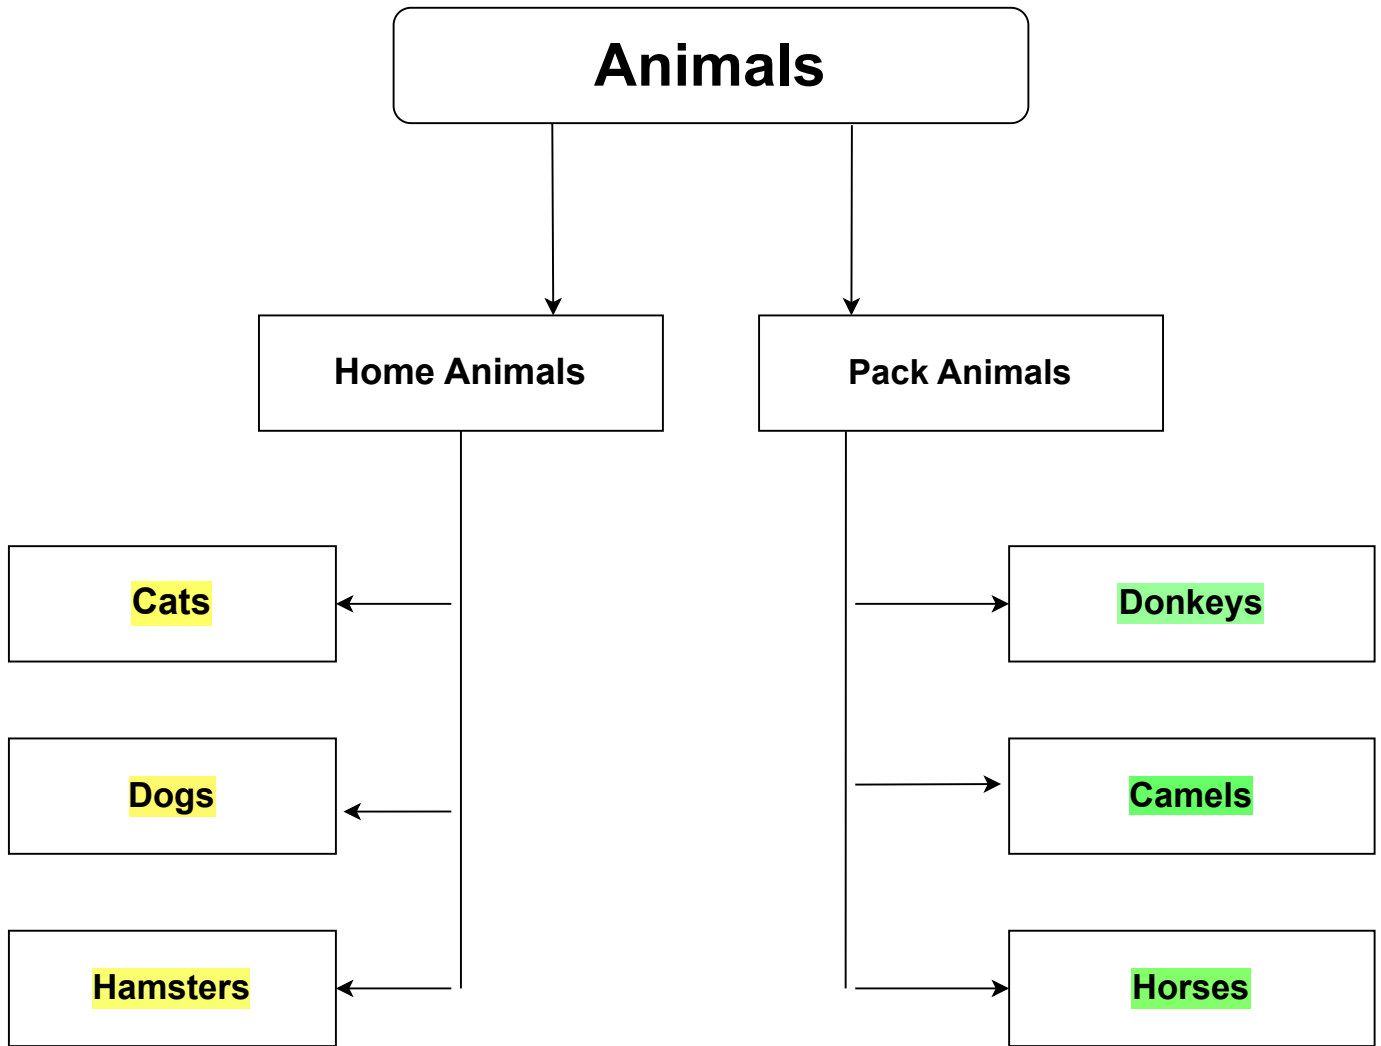 Animals
Home Animals
Pack Animals
Cats
Donkeys
Dogs
Camels
Hamsters
Horses